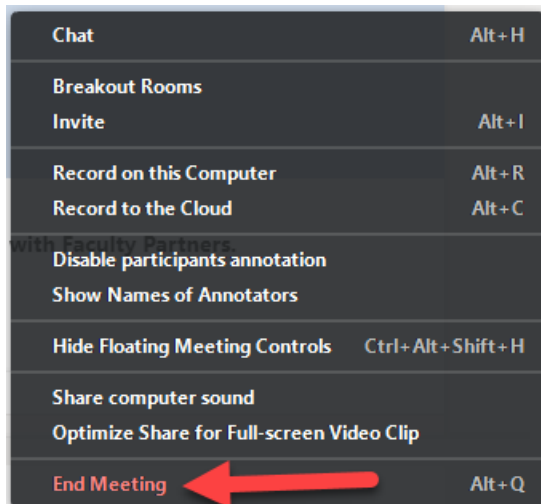 Chat Alt+H
Breakout Rooms
Invite Alt+I
Record on this Computer Alt+R
Record to the Cloud Alt+C
with Faculty Partners.
Disable participants annotation
Show Names of Annotators
Hide Floating Meeting Controls Ctrl+Alt+Shift+H
Share computer sound
Optimize Share for Full-screen Video Clip
End Meeting Alt+Q